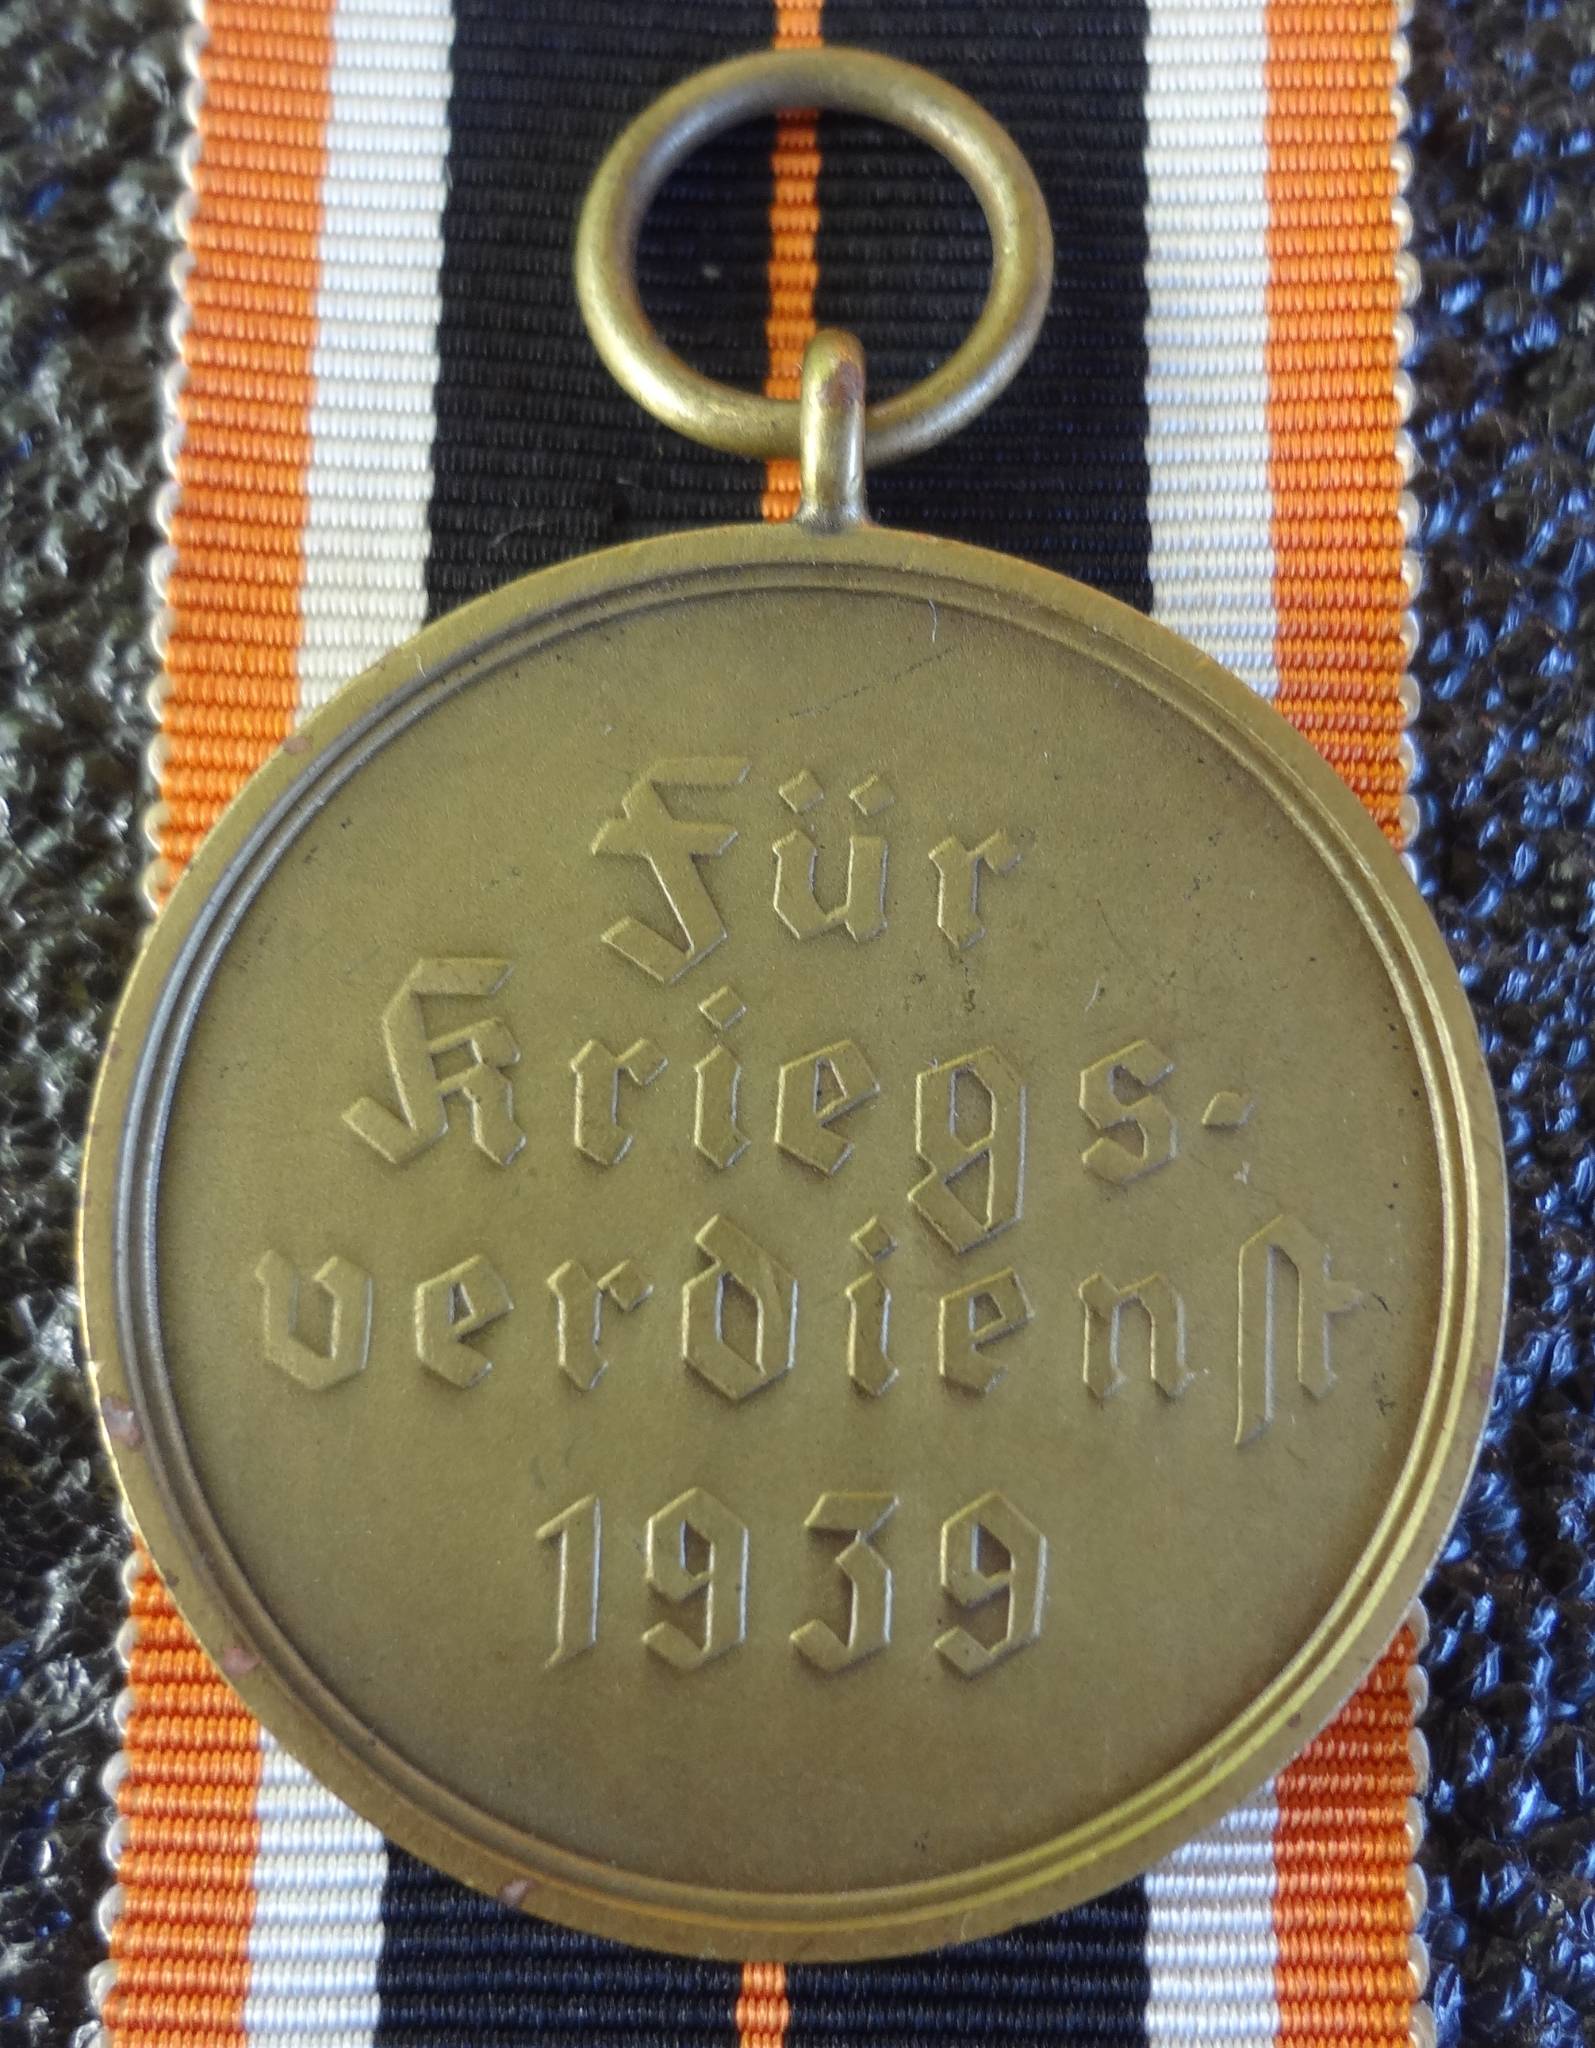 Für
Kriegs-
verdienst
1939